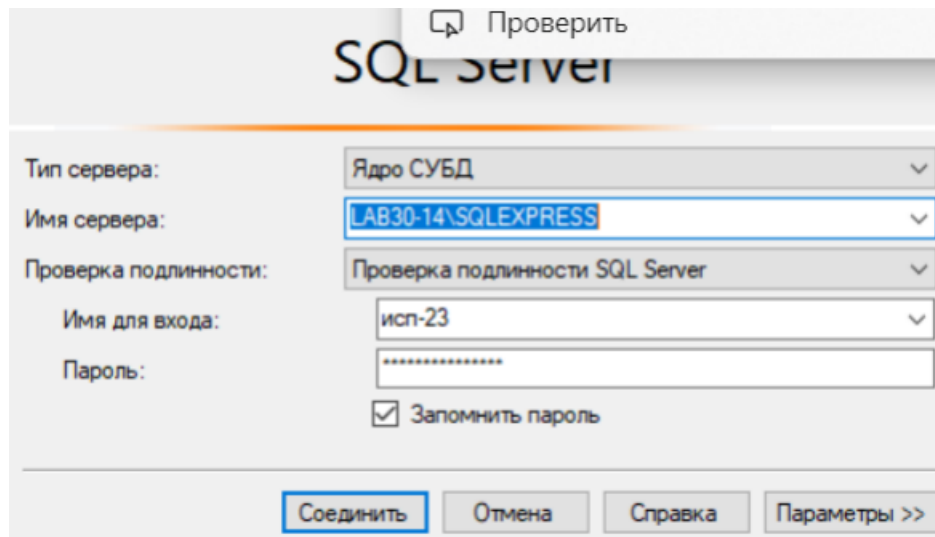 Проверить
SQL Server
Тип сервера:
Ядро СУБД
Имя сервера:
LAB30-14\SQLEXPRESS
Проверка подлинности:
Проверка подлинности SQL Server
Имя для входа:
исп-23
Пароль:
***************
Запомнить пароль
Соединить
Отмена
Справка
Параметры >>